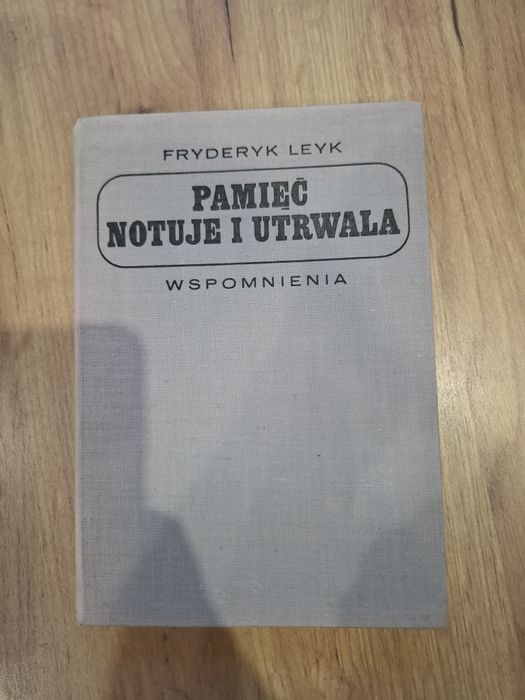 FRYDERYK LEYK
PAMIĘĆ
NOTUJE I UTRWALA
WSPOMNIENIA